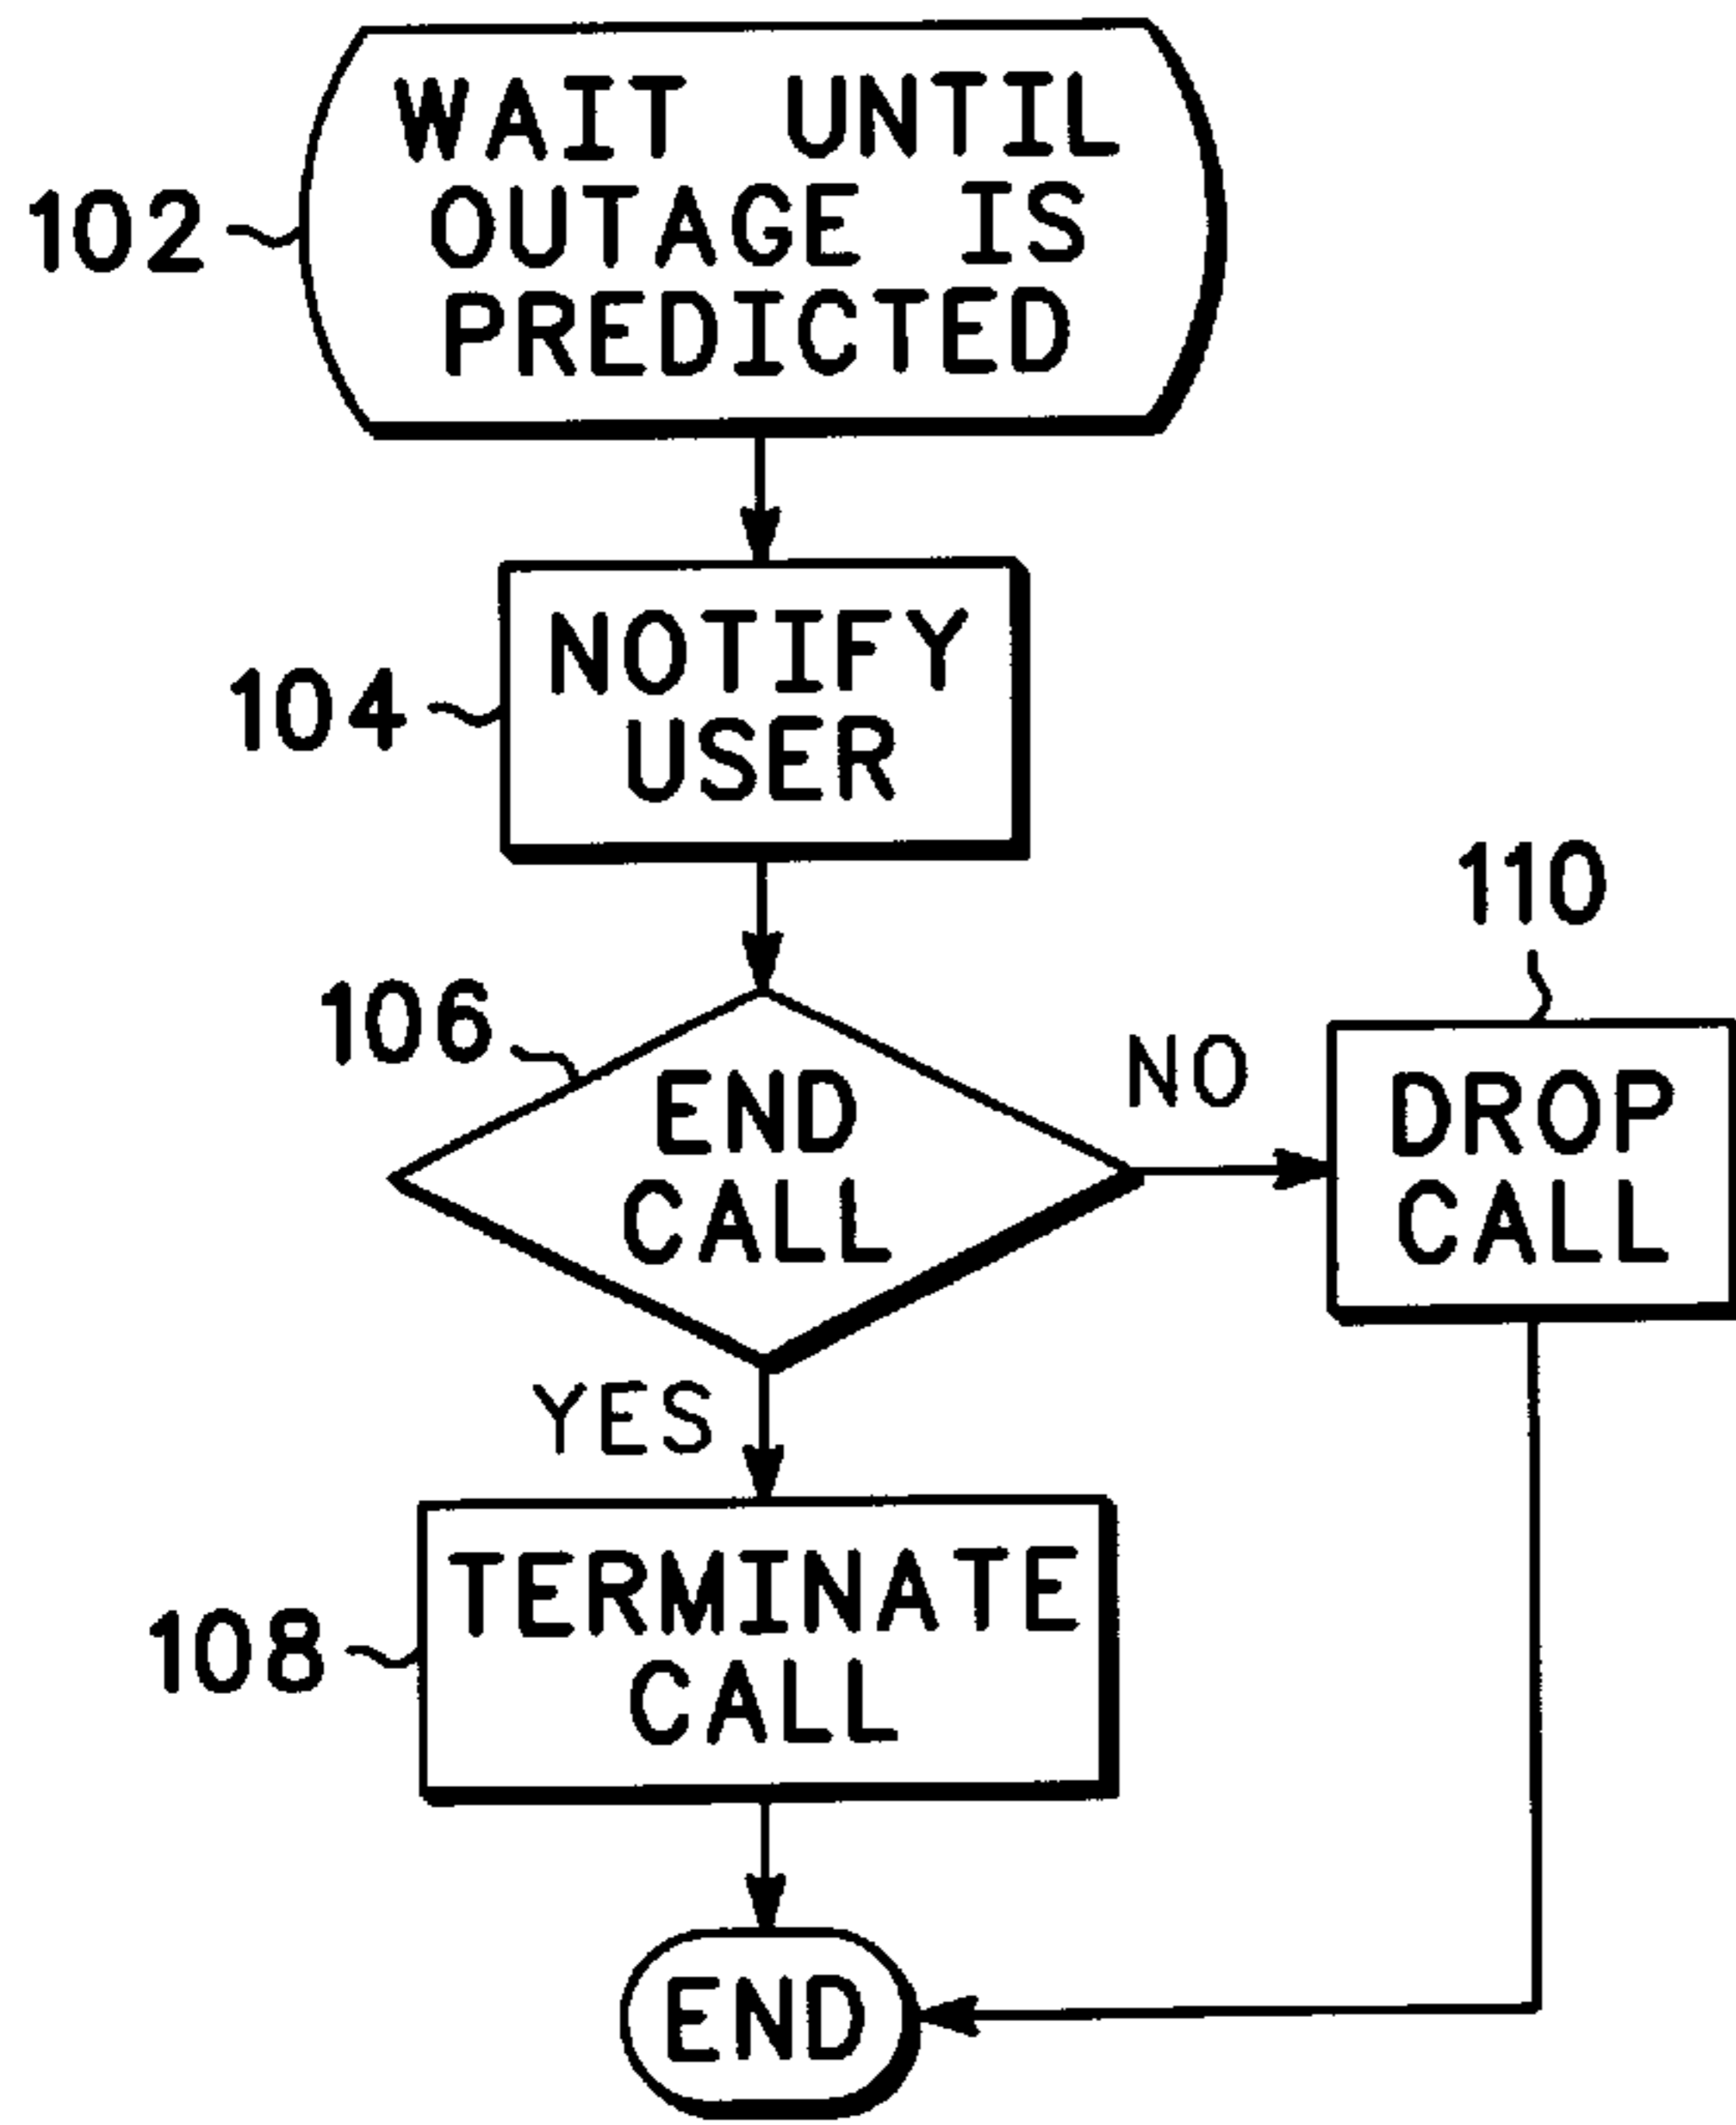 WAIT UNTIL
OUTAGE IS
PREDICTED
102
NOTIFY
USER
104
110
106
END
CALL
NO
DROP
CALL
YES
TERMINATE
CALL
108
END